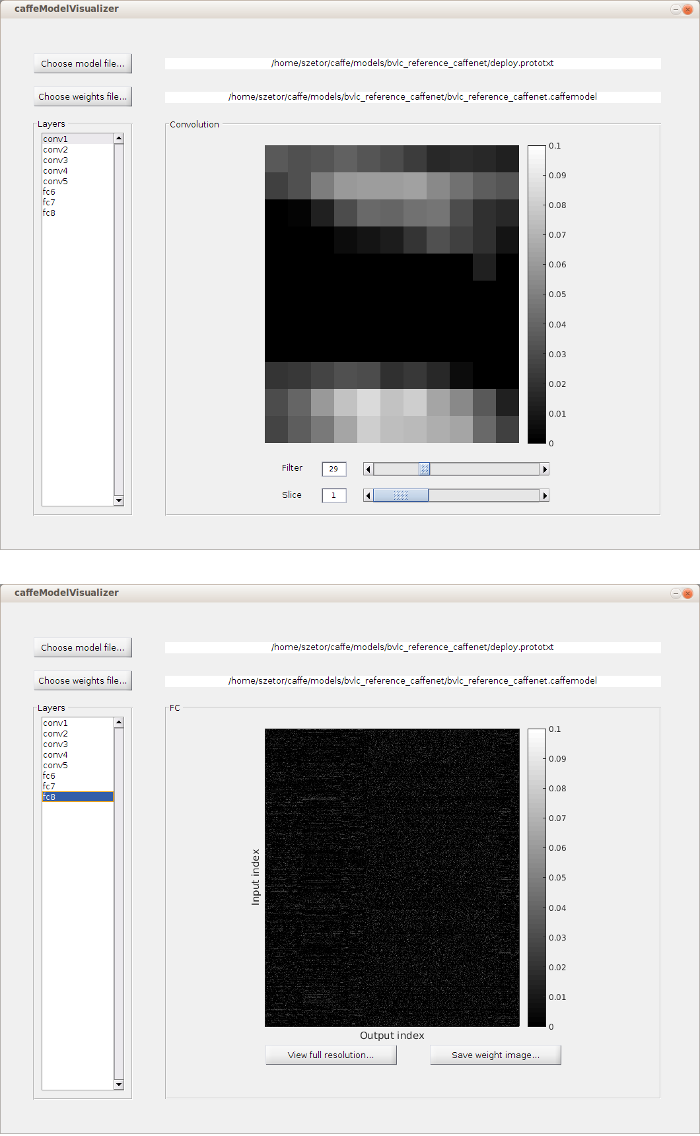 caffeModelVisualizer
Choose model file...
/home/szetor/caffe/models/bvlc_reference_caffenet/deploy.prototxt
Choose weights file...
/home/szetor/caffe/models/bvlc_reference_caffenet/bvlc_reference_caffenet.caffemodel
Layers
conv1
conv2
conv3
conv4
conv5
fc6
fc7
fc8
Convolution
0.1
0.09
0.08
0.07
0.06
0.05
0.04
0.03
0.02
0.01
0
Filter 29
Slice 1
caffeModelVisualizer
Choose model file...
/home/szetor/caffe/models/bvlc_reference_caffenet/deploy.prototxt
Choose weights file...
/home/szetor/caffe/models/bvlc_reference_caffenet/bvlc_reference_caffenet.caffemodel
Layers
conv1
conv2
conv3
conv4
conv5
fc6
fc7
fc8
FC
Input index
0.1
0.09
0.08
0.07
0.06
0.05
0.04
0.03
0.02
0.01
0
Output index
View full resolution...
Save weight image...